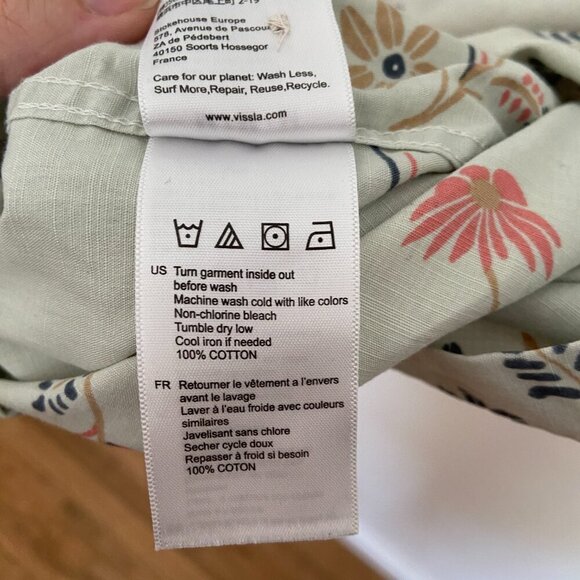 Stokehouse Europe
578, Avenue de Pascouaou
ZA de Pédebert
40150 Soorts Hossegor
France
Care for our planet: Wash Less,
Surf More,Repair, Reuse,Recycle.
www.vissla.com
US Turn garment inside out
before wash
Machine wash cold with like colors
Non-chlorine bleach
Tumble dry low
Cool iron if needed
100% COTTON
FR Retourner le vêtement a l'envers
avant le lavage
Laver à l'eau froide avec couleurs
similaires
Javelisant sans chlore
Secher cycle doux
Repasser à froid si besoin
100% COTON